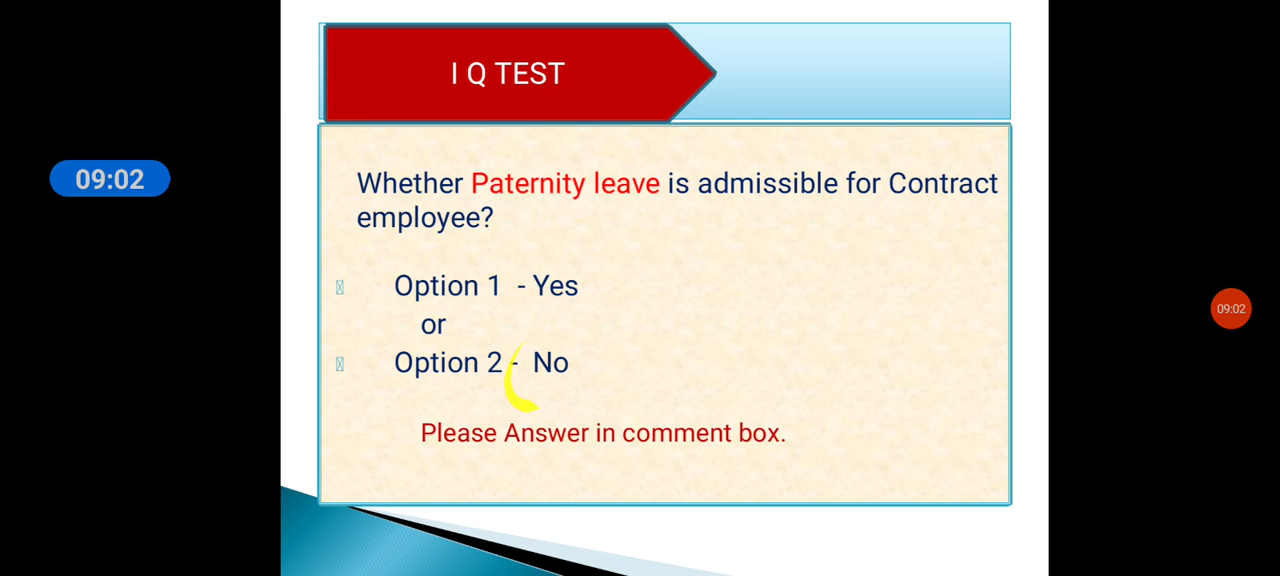 I Q TEST
09:02
Whether Paternity leave is admissible for Contract
employee?
Option 1 - Yes
09:02
or
Option 2 - No
Please Answer in comment box.